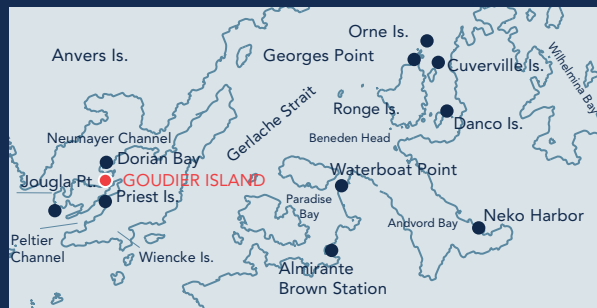 Orne Is.
Anvers Is.
Georges Point
Cuverville Is.
Wilhelmina Bay
Gerlache Strait
Ronge Is.
Danco Is.
Neumayer Channel
Beneden Head
Dorian Bay
Waterboat Point
Jougla Pt.
GOUDIER ISLAND
Priest Is.
Paradise
Bay
Andvord Bay
Neko Harbor
Peltier
Channel
Wiencke Is.
Almirante
Brown Station